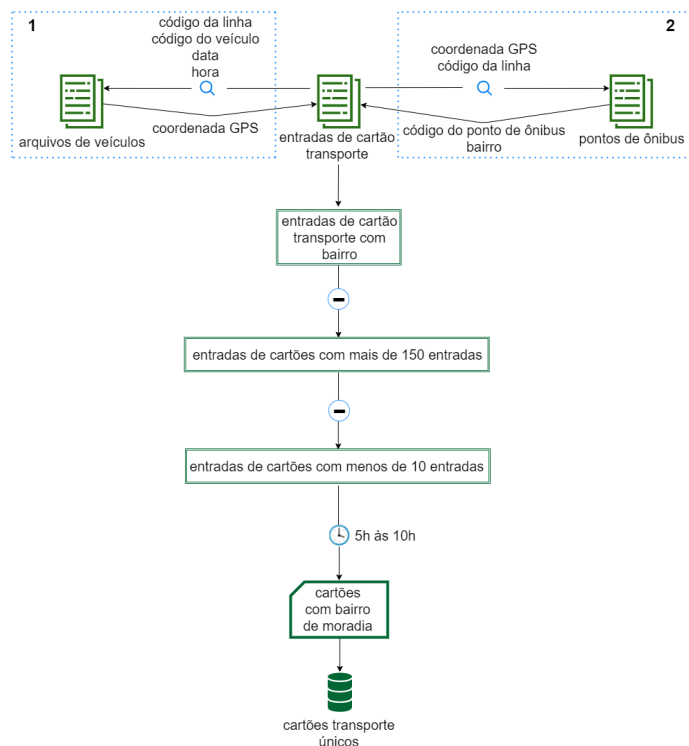 1
código da linha
código do veículo
data
hora
coordenada GPS
arquivos de veículos
entradas de cartão
transporte
2
coordenada GPS
código da linha
código do ponto de ônibus
bairro
pontos de ônibus
entradas de cartão
transporte com
bairro
entradas de cartões com mais de 150 entradas
entradas de cartões com menos de 10 entradas
5h às 10h
cartões
com bairro
de moradia
cartões transporte
únicos